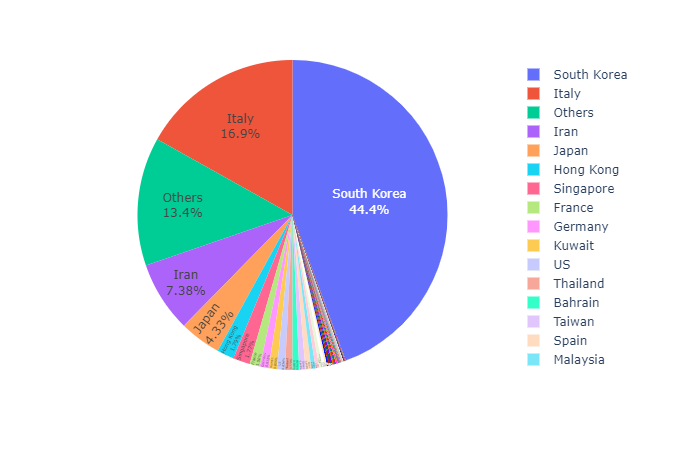 South Korea
44.4%
Italy
16.9%
Others
13.4%
Iran
7.38%
Japan
4.33%
South Korea
Italy
Others
Iran
Japan
Hong Kong
Singapore
France
Germany
Kuwait
US
Thailand
Bahrain
Taiwan
Spain
Malaysia